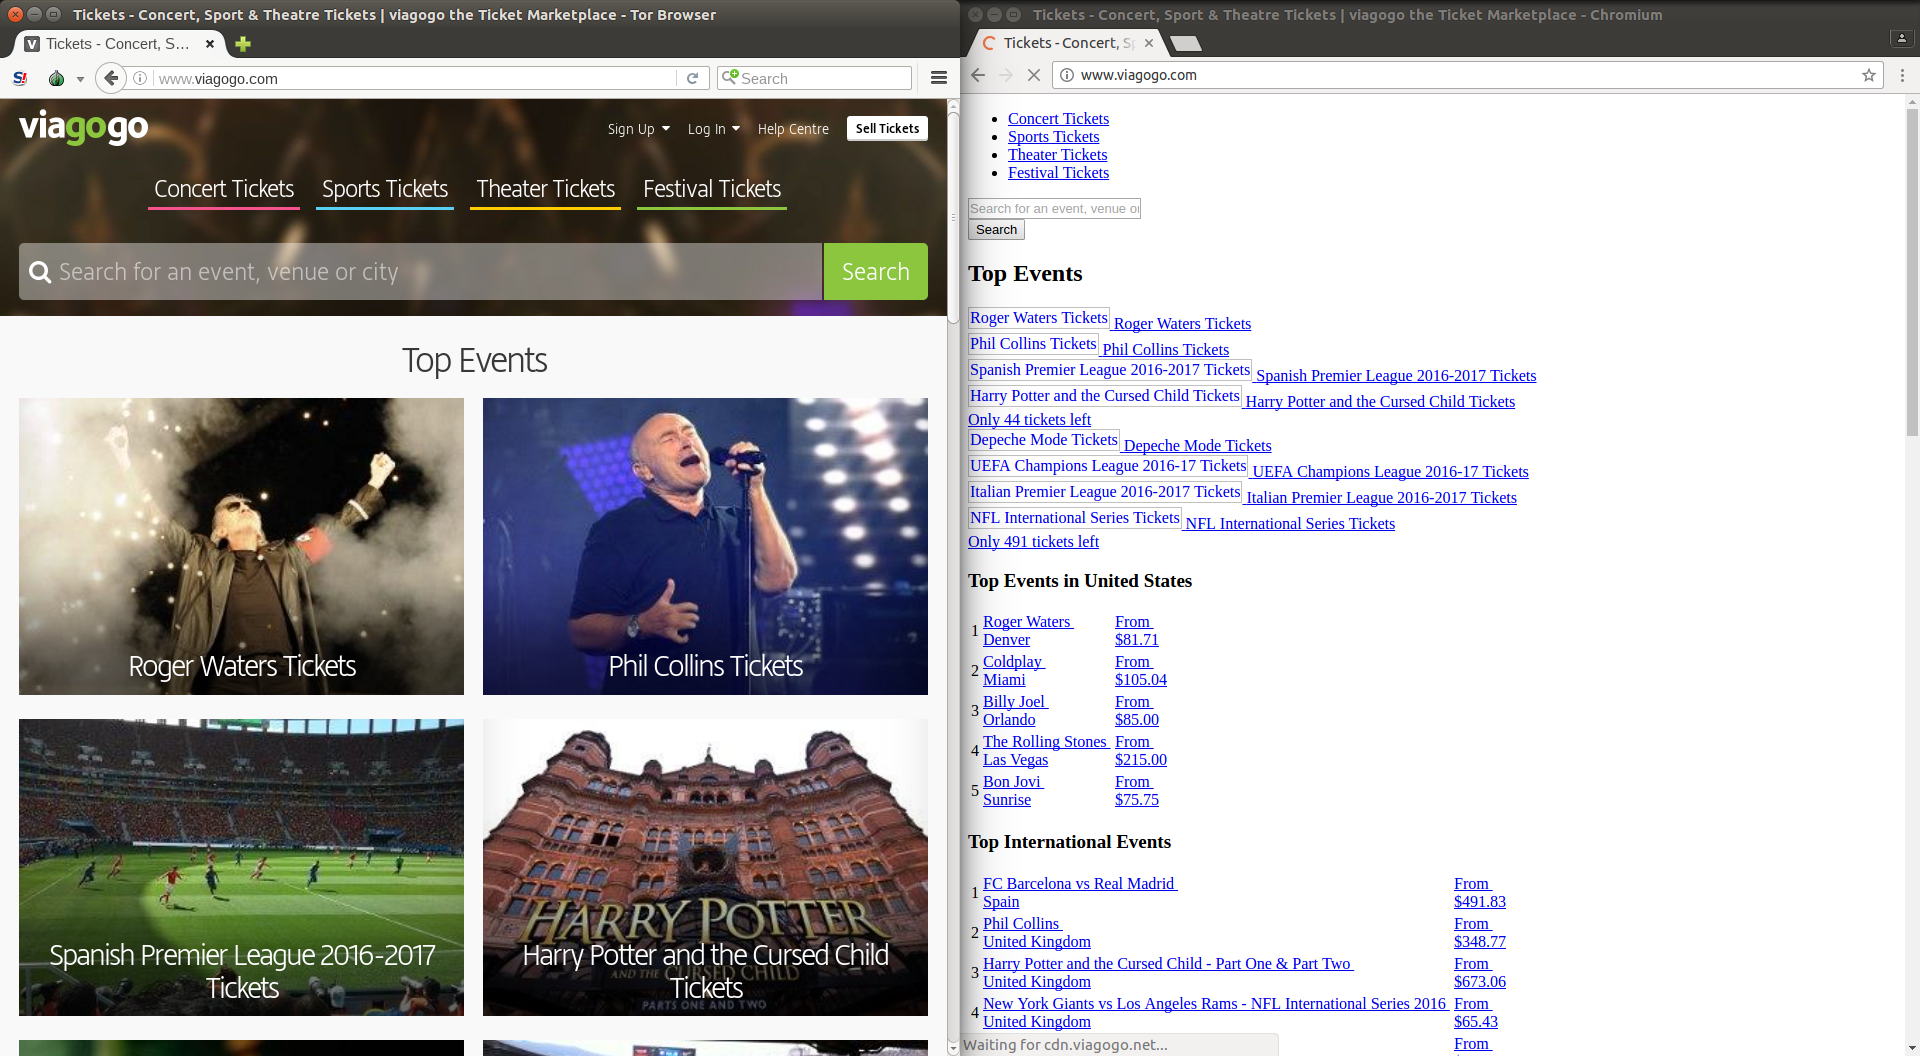 Tickets - Concert, Sport & Theatre Tickets | viagogo the Ticket Marketplace - Tor Browser
V Tickets - Concert, S...
S!
www.viagogo.com
Search
viagogo
Sign Up
Log In
Help Centre
Sell Tickets
Concert Tickets
Sports Tickets
Theater Tickets
Festival Tickets
Search for an event, venue or city
Search
Top Events
Roger Waters Tickets
Phil Collins Tickets
Spanish Premier League 2016-2017
Tickets
HARRY POTTER
AND THE CURSED CHILD
PARTS ONE AND TWO
Harry Potter and the Cursed Child
Tickets
Tickets - Concert, Sport & Theatre Tickets | viagogo the Ticket Marketplace - Chromium
Tickets - Concert, Sp
www.viagogo.com
Concert Tickets
Sports Tickets
Theater Tickets
Festival Tickets
Search for an event, venue or
Search
Top Events
Roger Waters Tickets Roger Waters Tickets
Phil Collins Tickets Phil Collins Tickets
Spanish Premier League 2016-2017 Tickets Spanish Premier League 2016-2017 Tickets
Harry Potter and the Cursed Child Tickets Harry Potter and the Cursed Child Tickets
Only 44 tickets left
Depeche Mode Tickets Depeche Mode Tickets
UEFA Champions League 2016-17 Tickets UEFA Champions League 2016-17 Tickets
Italian Premier League 2016-2017 Tickets Italian Premier League 2016-2017 Tickets
NFL International Series Tickets NFL International Series Tickets
Only 491 tickets left
Top Events in United States
1 Roger Waters From
Denver $81.71
2 Coldplay From
Miami $105.04
3 Billy Joel From
Orlando $85.00
4 The Rolling Stones From
Las Vegas $215.00
5 Bon Jovi From
Sunrise $75.75
Top International Events
1 FC Barcelona vs Real Madrid From
Spain $491.83
2 Phil Collins From
United Kingdom $348.77
3 Harry Potter and the Cursed Child - Part One & Part Two From
United Kingdom $673.06
4 New York Giants vs Los Angeles Rams - NFL International Series 2016 From
United Kingdom $65.43
From
Waiting for cdn.viagogo.net...